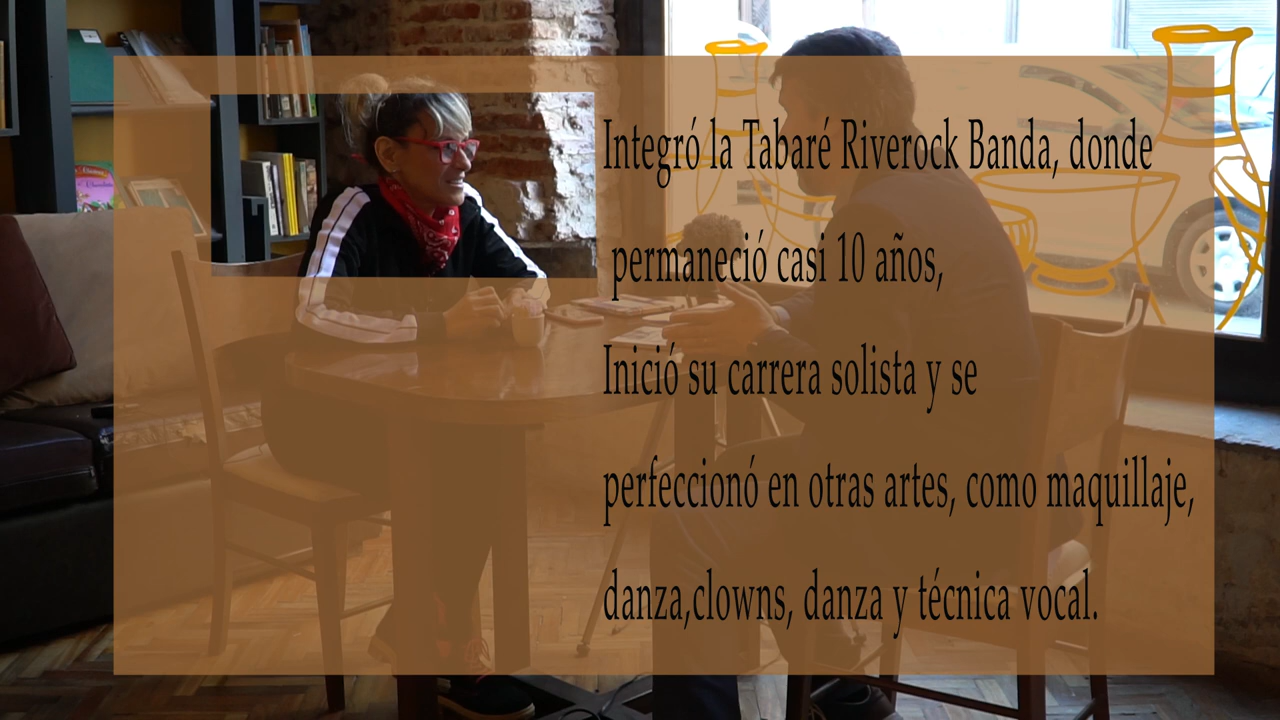 Integró la Tabaré Riverock Banda, donde
permaneció casi 10 años,
Inició su carrera solista y se
perfeccionó en otras artes, como maquillaje,
danza,clowns, danza y técnica vocal.